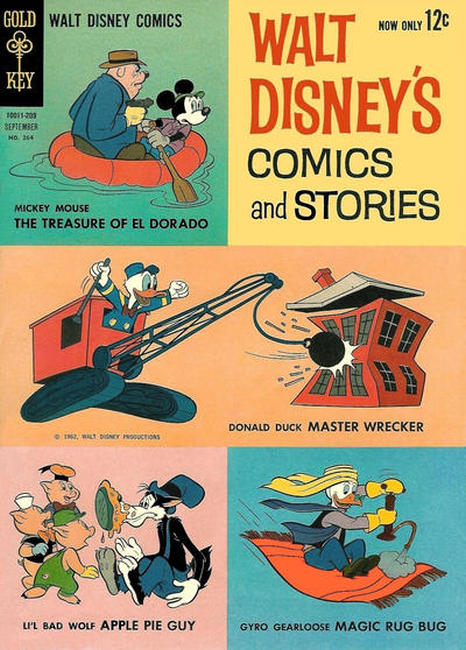 GOLD
KEY
10011-209
SEPTEMBER
NO. 264
WALT DISNEY COMICS
MICKEY MOUSE
THE TREASURE OF EL DORADO
NOW ONLY 12¢
WALT
DISNEY'S
COMICS
and STORIES
© 1962, WALT DISNEY PRODUCTIONS
DONALD DUCK MASTER WRECKER
LI'L BAD WOLF APPLE PIE GUY
GYRO GEARLOOSE MAGIC RUG BUG